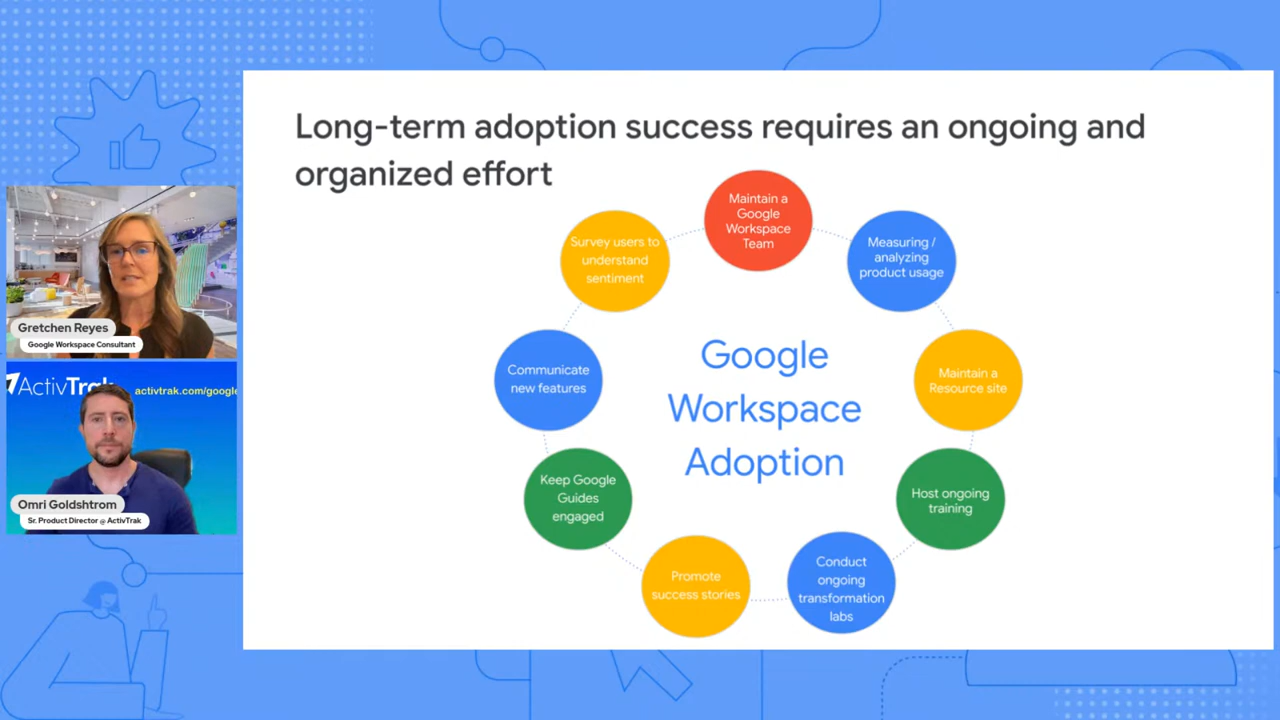 Long-term adoption success requires an ongoing and
organized effort
Maintain a
Google
Workspace
Team
Measuring /
analyzing
product usage
Maintain a
Resource site
Host ongoing
training
Conduct
ongoing
transformation
labs
Promote
success stories
Keep Google
Guides
engaged
Communicate
new features
Survey users to
understand
sentiment
Google
Workspace
Adoption
Gretchen Reyes
Google Workspace Consultant
ActivTrak
activtrak.com/google
Omri Goldshtrom
Sr. Product Director @ ActivTrak